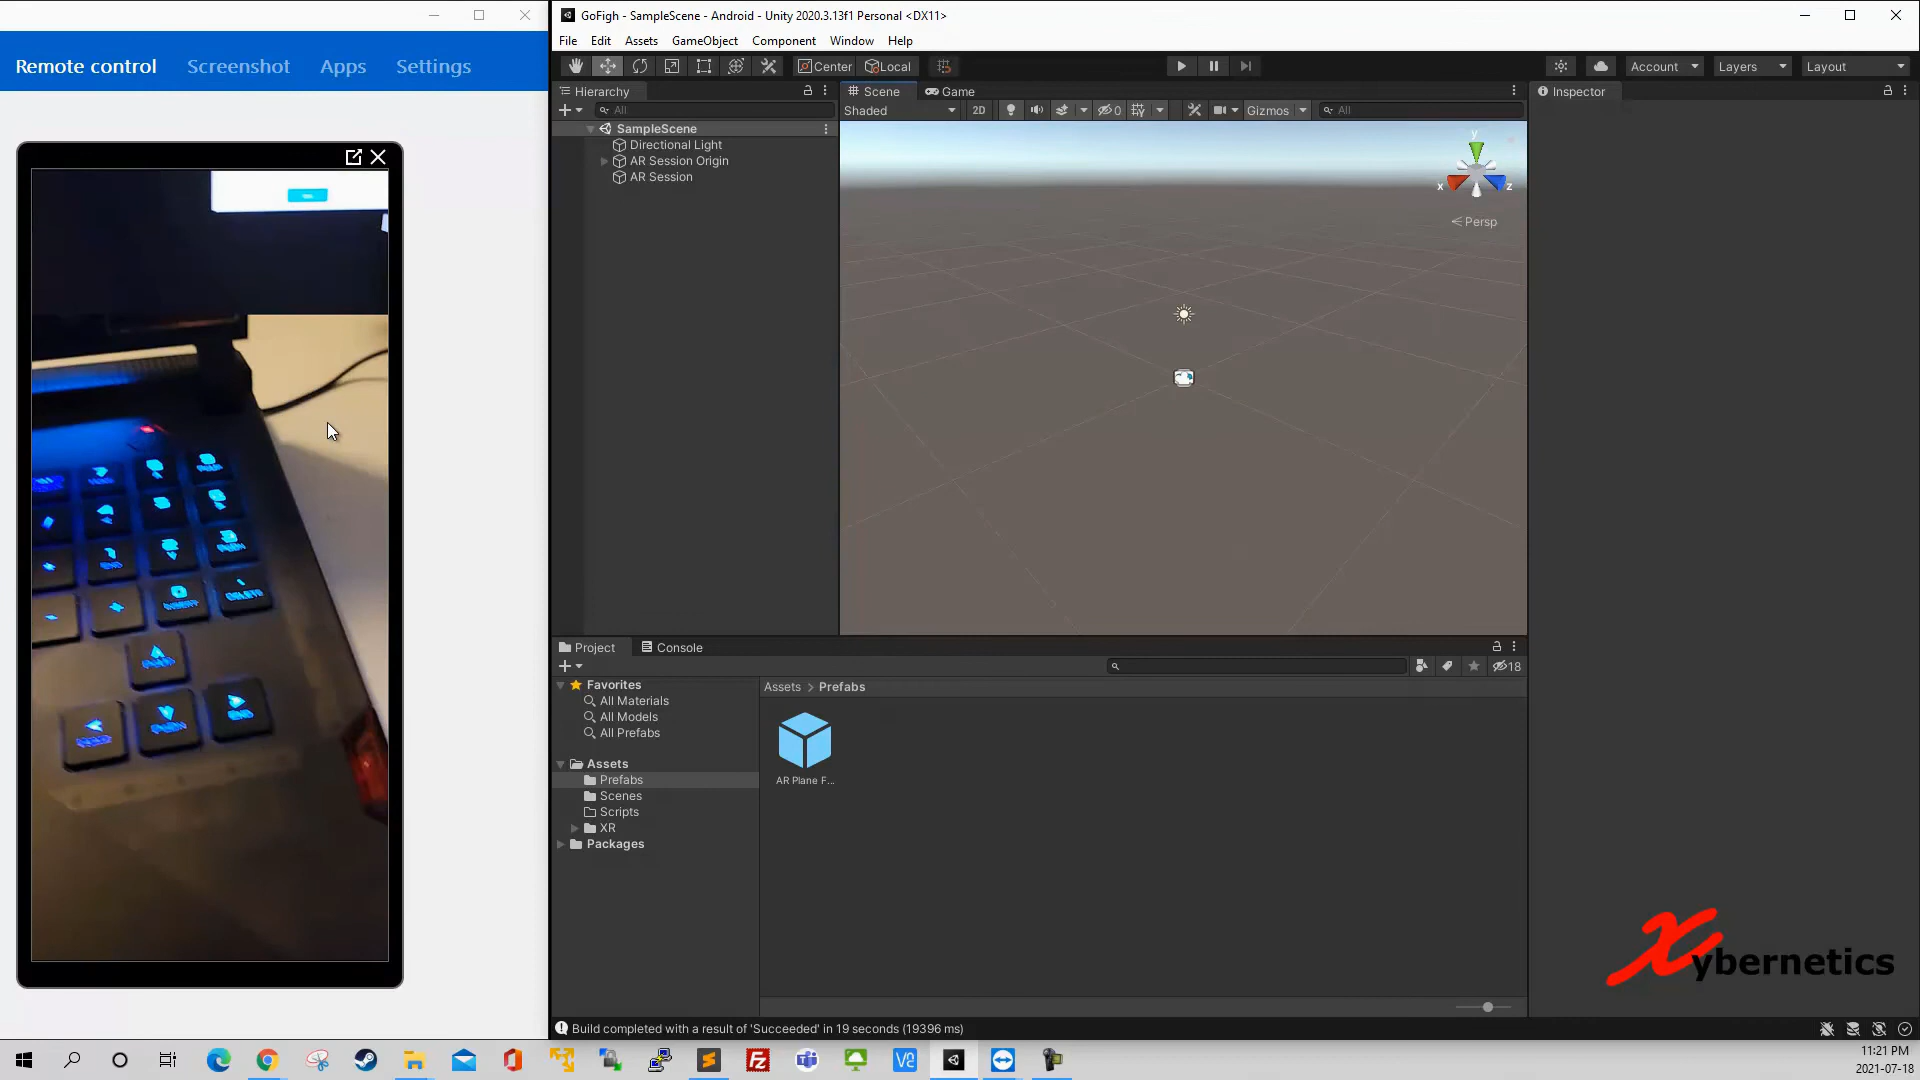 Remote control Screenshot Apps Settings
GoFigh - SampleScene - Android - Unity 2020.3.13f1 Personal <DX11>
File Edit Assets GameObject Component Window Help
Center Local
Account Layers Layout
Hierarchy
All
SampleScene
Directional Light
AR Session Origin
AR Session
Scene Game
Shaded 2D 0 Gizmos All
y
x z
Persp
Inspector
Project Console
18
Favorites
All Materials
All Models
All Prefabs
Assets
Prefabs
Scenes
Scripts
XR
Packages
Assets > Prefabs
AR Plane F...
Xybernetics
Build completed with a result of 'Succeeded' in 19 seconds (19396 ms)
11:21 PM
2021-07-18